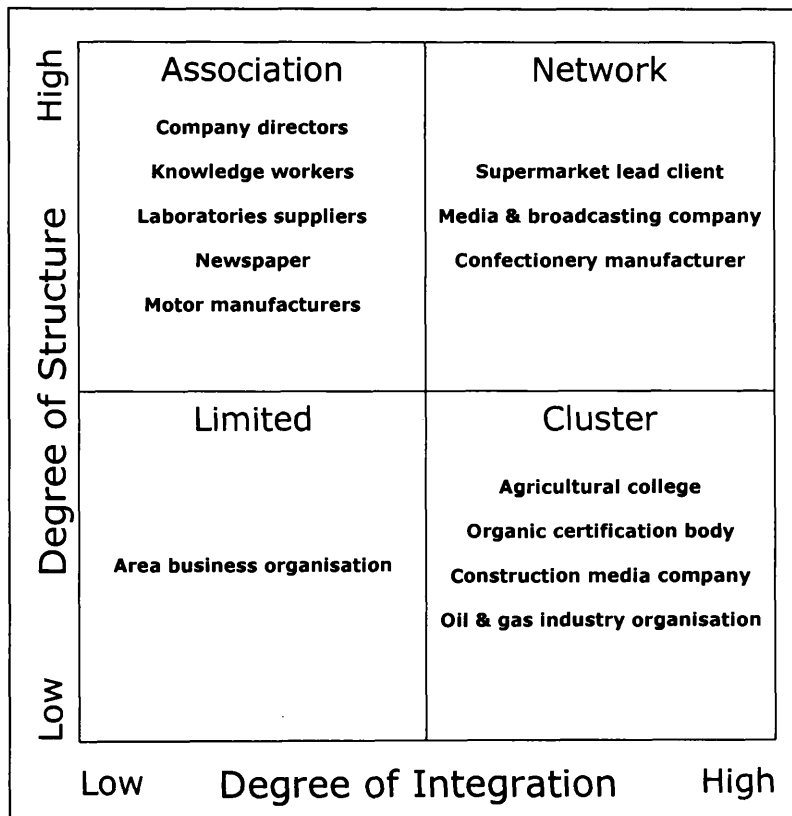 High
Degree of Structure
Low
Association
Company directors
Knowledge workers
Laboratories suppliers
Newspaper
Motor manufacturers
Network
Supermarket lead client
Media & broadcasting company
Confectionery manufacturer
Limited
Area business organisation
Cluster
Agricultural college
Organic certification body
Construction media company
Oil & gas industry organisation
Low
Degree of Integration
High